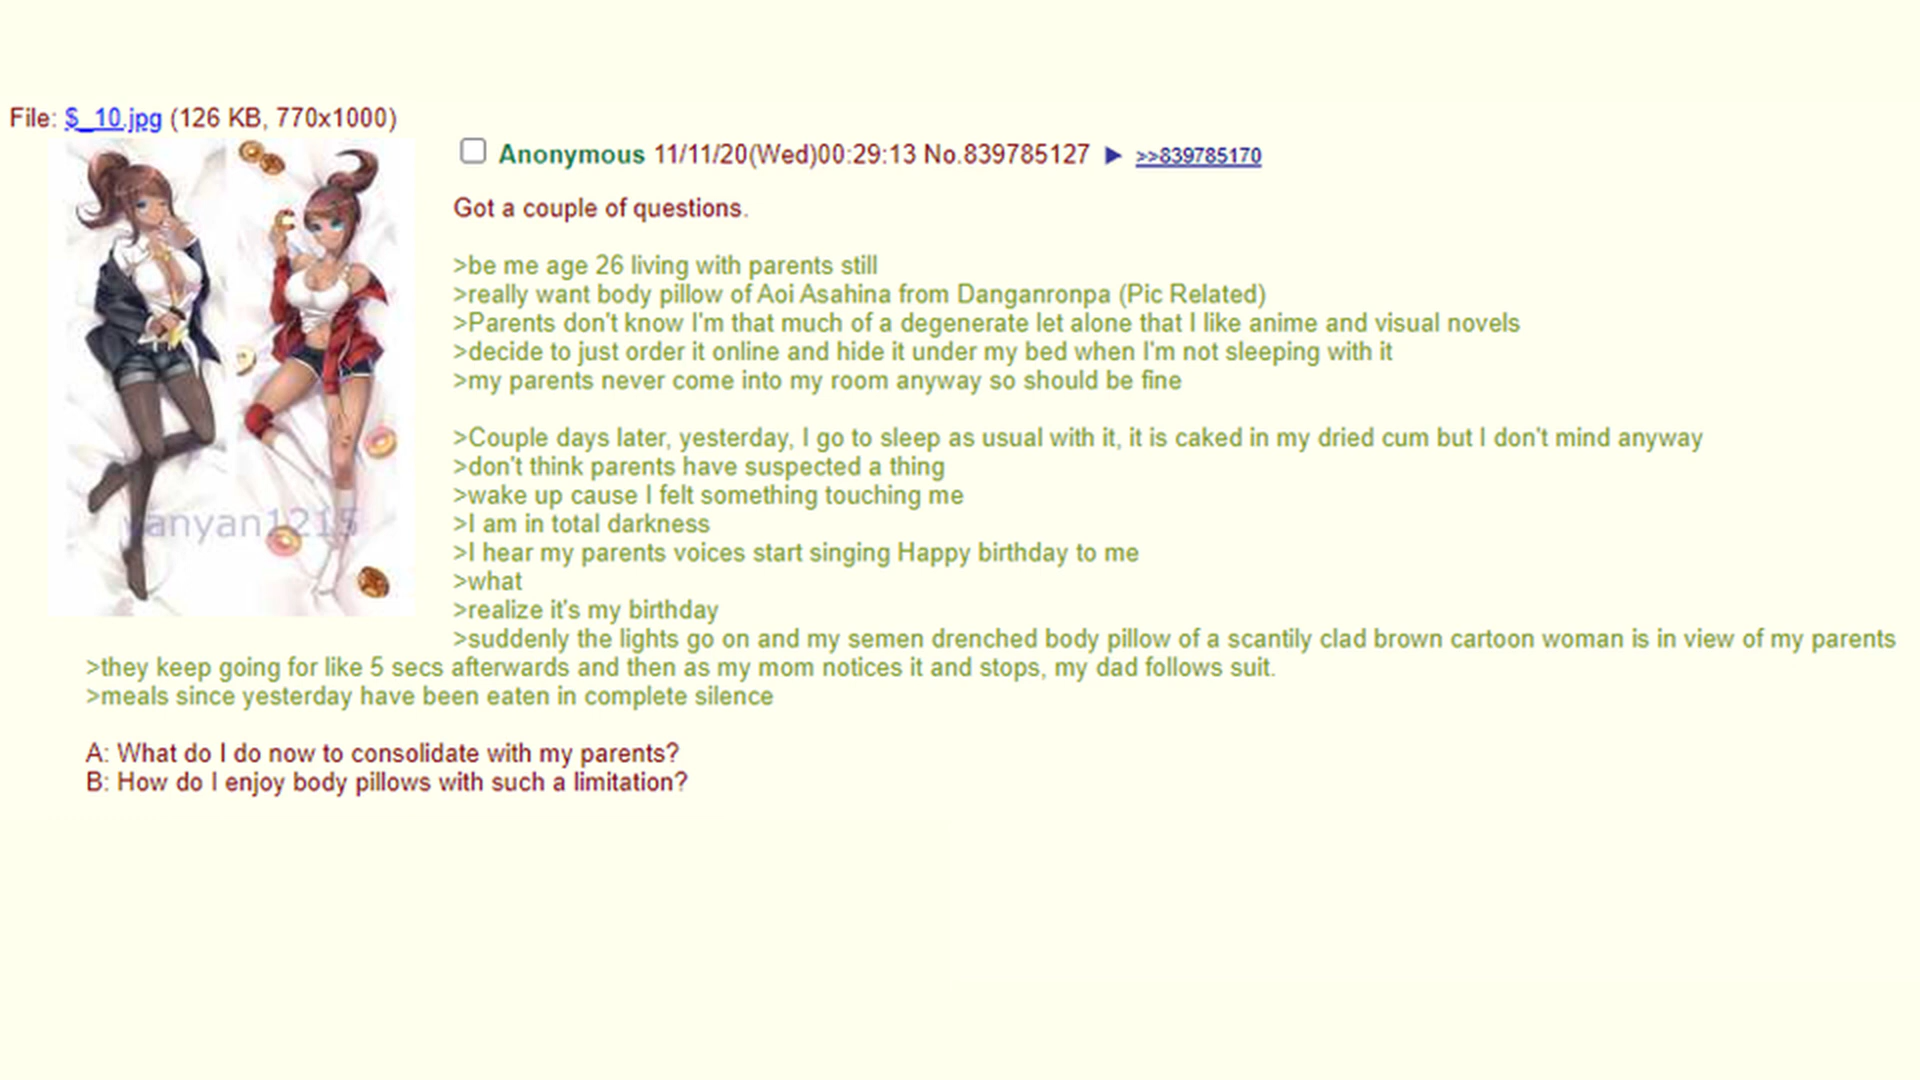 File: $_10.jpg (126 KB, 770x1000)
Anonymous 11/11/20(Wed)00:29:13 No.839785127 ▶ >>839785170
Got a couple of questions.
>be me age 26 living with parents still
>really want body pillow of Aoi Asahina from Danganronpa (Pic Related)
>Parents don't know I'm that much of a degenerate let alone that I like anime and visual novels
>decide to just order it online and hide it under my bed when I'm not sleeping with it
>my parents never come into my room anyway so should be fine
>Couple days later, yesterday, I go to sleep as usual with it, it is caked in my dried cum but I don't mind anyway
>don't think parents have suspected a thing
>wake up cause I felt something touching me
>I am in total darkness
>I hear my parents voices start singing Happy birthday to me
>what
>realize it's my birthday
>suddenly the lights go on and my semen drenched body pillow of a scantily clad brown cartoon woman is in view of my parents
>they keep going for like 5 secs afterwards and then as my mom notices it and stops, my dad follows suit.
>meals since yesterday have been eaten in complete silence
A: What do I do now to consolidate with my parents?
B: How do I enjoy body pillows with such a limitation?
yanyan1215